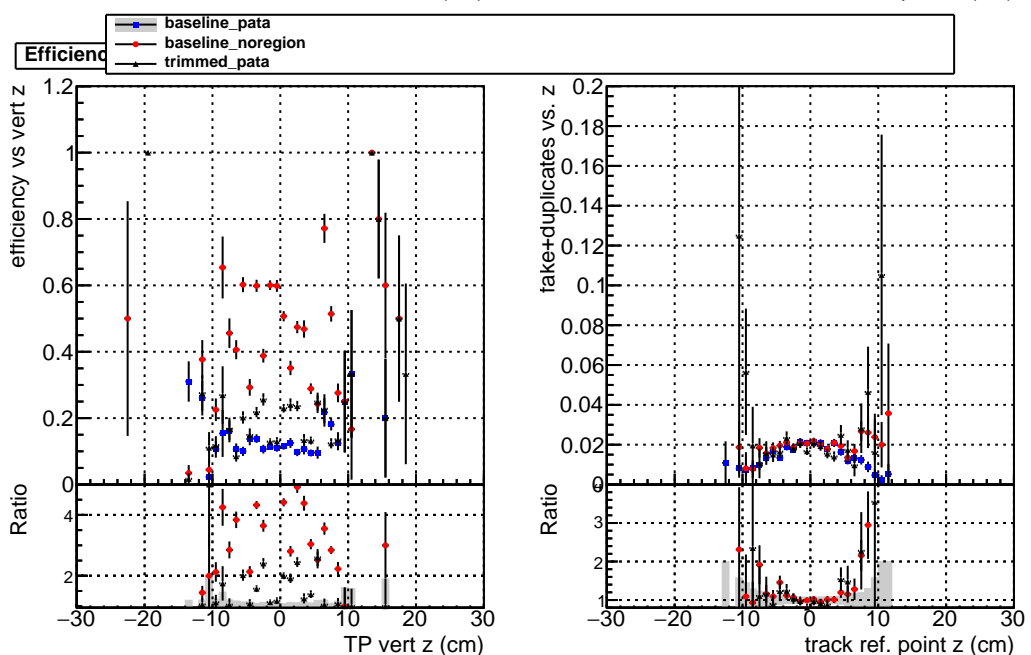 baseline_pata
baseline_noregion
trimmed_pata
Efficienc
efficiency vs vert z
1.2
1
0.8
0.6
0.4
0.2
0
Ratio
4
2
−30 −20 −10 0 10 20 30
TP vert z (cm)
fake+duplicates vs. z
0.2
0.18
0.16
0.14
0.12
0.1
0.08
0.06
0.04
0.02
0
Ratio
3
2
1
−30 −20 −10 0 10 20 30
track ref. point z (cm)